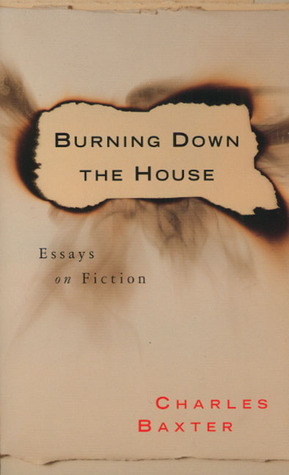 BURNING DOWN
THE HOUSE
Essays
on Fiction
CHARLES
BAXTER